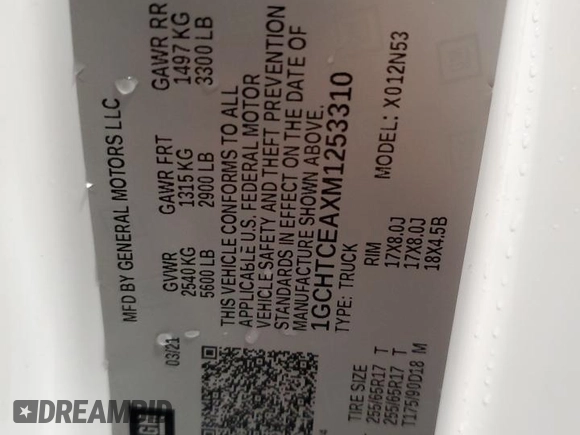 MFD BY GENERAL MOTORS LLC
03/21
GVWR
2540 KG
5600 LB
GAWR FRT
1315 KG
2900 LB
GAWR RR
1497 KG
3300 LB
THIS VEHICLE CONFORMS TO ALL
APPLICABLE U.S. FEDERAL MOTOR
VEHICLE SAFETY AND THEFT PREVENTION
STANDARDS IN EFFECT ON THE DATE OF
MANUFACTURE SHOWN ABOVE.
1GCHTCEAXM1253310
TYPE: TRUCK
MODEL: X012N53
TIRE SIZE RIM
255/65R17 T 17X8.0J
255/65R17 T 17X8.0J
T175/90D18 M 18X4.5B
DREAMBID